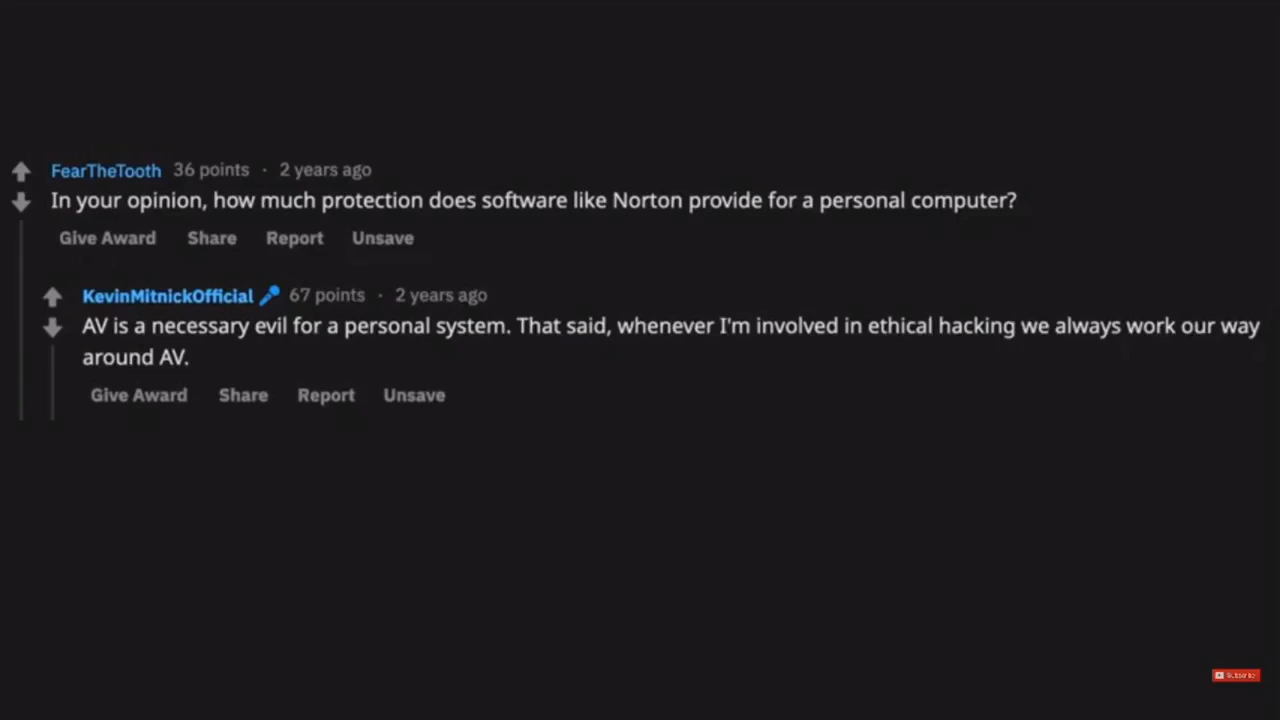 FearTheTooth 36 points · 2 years ago
In your opinion, how much protection does software like Norton provide for a personal computer?
Give Award Share Report Unsave
KevinMitnickOfficial 67 points · 2 years ago
AV is a necessary evil for a personal system. That said, whenever I'm involved in ethical hacking we always work our way
around AV.
Give Award Share Report Unsave